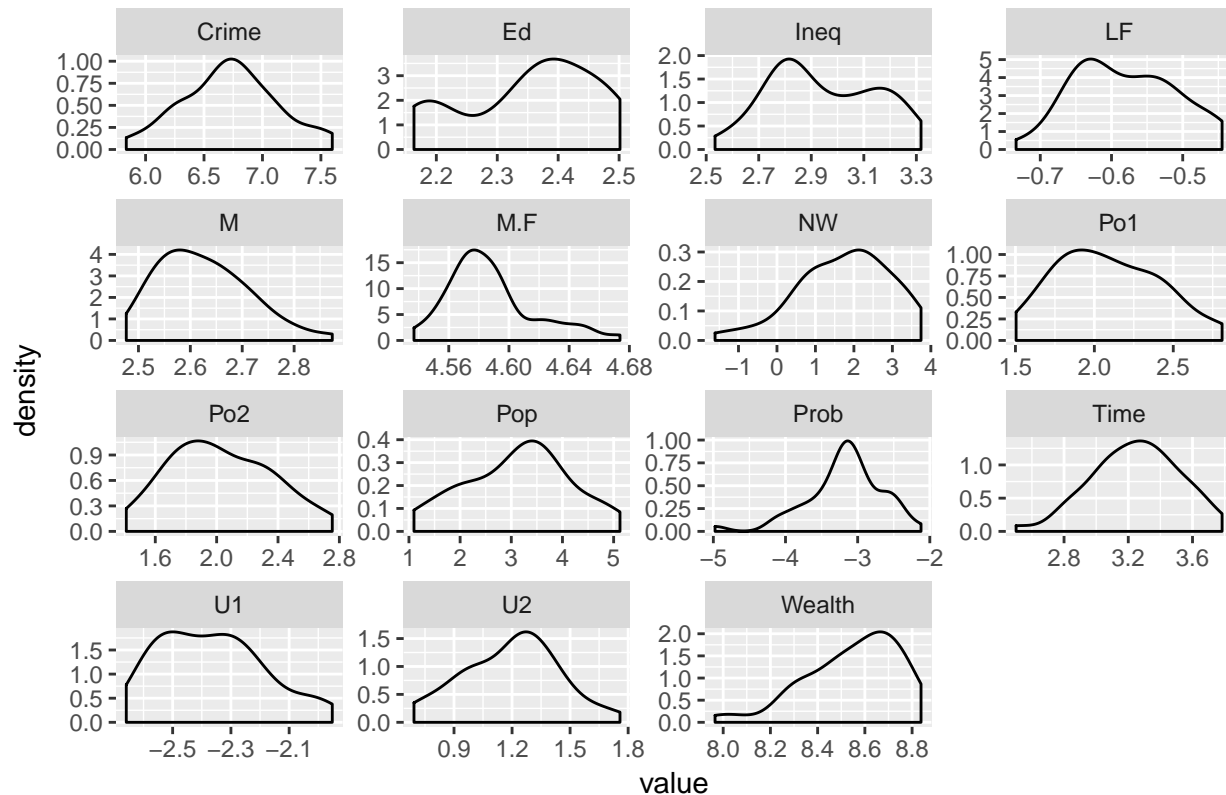 Crime Ed Ineq LF
1.00 0.75 0.50 0.25 0.00 3 2 1 0 2.0 1.5 1.0 0.5 0.0 5 4 3 2 1 0
6.0 6.5 7.0 7.5 2.2 2.3 2.4 2.5 2.5 2.7 2.9 3.1 3.3 −0.7 −0.6 −0.5
M M.F NW Po1
4 3 2 1 0 15 10 5 0 0.3 0.2 0.1 0.0 1.00 0.75 0.50 0.25 0.00
2.5 2.6 2.7 2.8 4.56 4.60 4.64 4.68 −1 0 1 2 3 4 1.5 2.0 2.5
density
Po2 Pop Prob Time
0.9 0.6 0.3 0.0 0.4 0.3 0.2 0.1 0.0 1.00 0.75 0.50 0.25 0.00 1.0 0.5 0.0
1.6 2.0 2.4 2.8 1 2 3 4 5 −5 −4 −3 −2 2.8 3.2 3.6
U1 U2 Wealth
1.5 1.0 0.5 0.0 1.5 1.0 0.5 0.0 2.0 1.5 1.0 0.5 0.0
−2.5 −2.3 −2.1 0.9 1.2 1.5 1.8 8.0 8.2 8.4 8.6 8.8
value